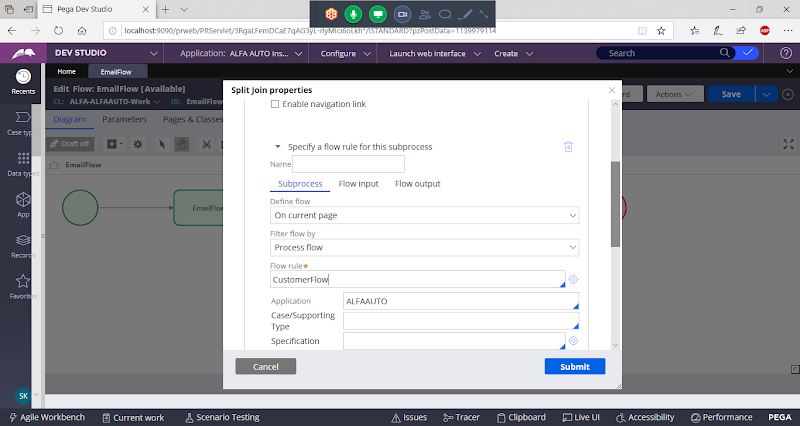 Pega Dev Studio
localhost:9090/prweb/PRServlet/3RgaLFemDCaE7qAG3yL-rlyMIci6oLkh*/!STANDARD?pzPostData=1139979114
DEV STUDIO
Application: ALFA AUTO Ins...
Configure
Launch web interface
Create
Search
Recents
Home
EmailFlow
Edit Flow: EmailFlow [Available]
CL: ALFA-ALFAAUTO-Work
ID: EmailFlow
Actions
Save
Diagram
Parameters
Pages & Classes
Draft off
EmailFlow
EmailFlow
Case typ
Data typ
App
Record
Favorit
SK
Split Join properties
Enable navigation link
Specify a flow rule for this subprocess
Name
Subprocess
Flow input
Flow output
Define flow
On current page
Filter flow by
Process flow
Flow rule*
CustomerFlow
Application
ALFAAUTO
Case/Supporting
Type
Specification
Cancel
Submit
Agile Workbench
Current work
Scenario Testing
Issues
Tracer
Clipboard
Live UI
Accessibility
Performance
PEGA